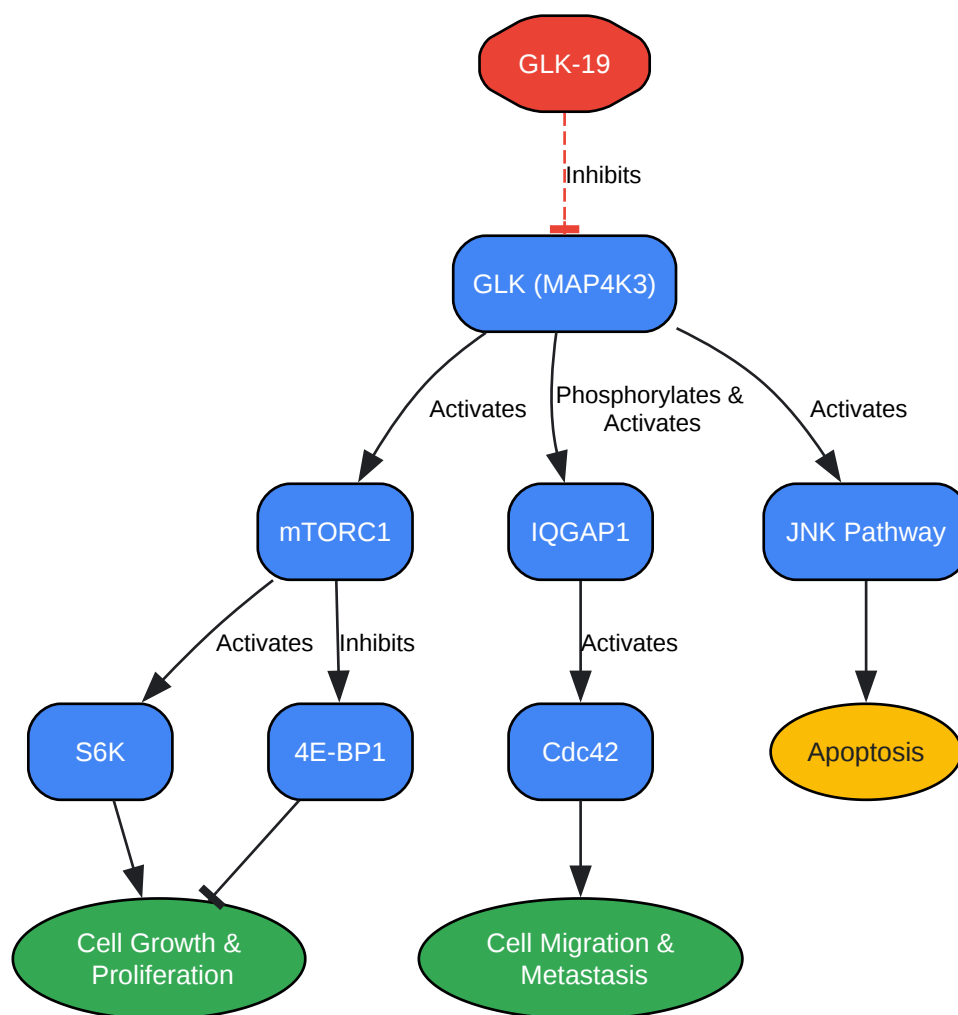 GLK-19
Inhibits
GLK (MAP4K3)
Activates
Phosphorylates &
Activates
Activates
mTORC1
IQGAP1
JNK Pathway
Activates
Inhibits
Activates
S6K
4E-BP1
Cdc42
Apoptosis
Cell Growth &
Proliferation
Cell Migration &
Metastasis